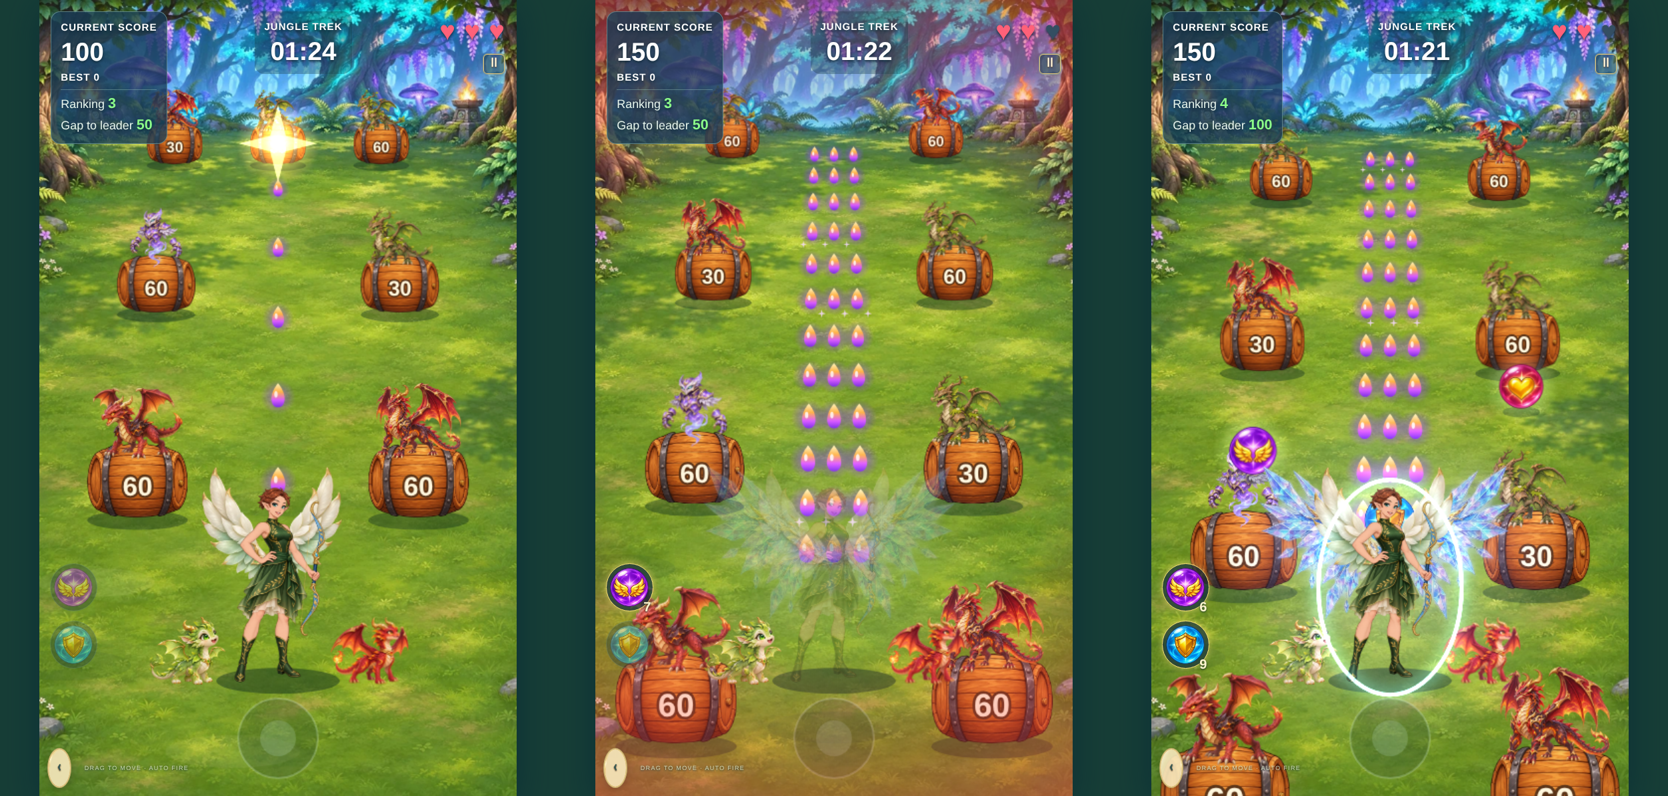 CURRENT SCORE
100
BEST 0
Ranking 3
Gap to leader 50
JUNGLE TREK
01:24
30
60
60
30
60
60
DRAG TO MOVE · AUTO FIRE
CURRENT SCORE
150
BEST 0
Ranking 3
Gap to leader 50
JUNGLE TREK
01:22
60
60
30
60
60
30
7
60
60
DRAG TO MOVE · AUTO FIRE
CURRENT SCORE
150
BEST 0
Ranking 4
Gap to leader 100
JUNGLE TREK
01:21
60
60
30
60
60
30
6
9
DRAG TO MOVE · AUTO FIRE
60
60